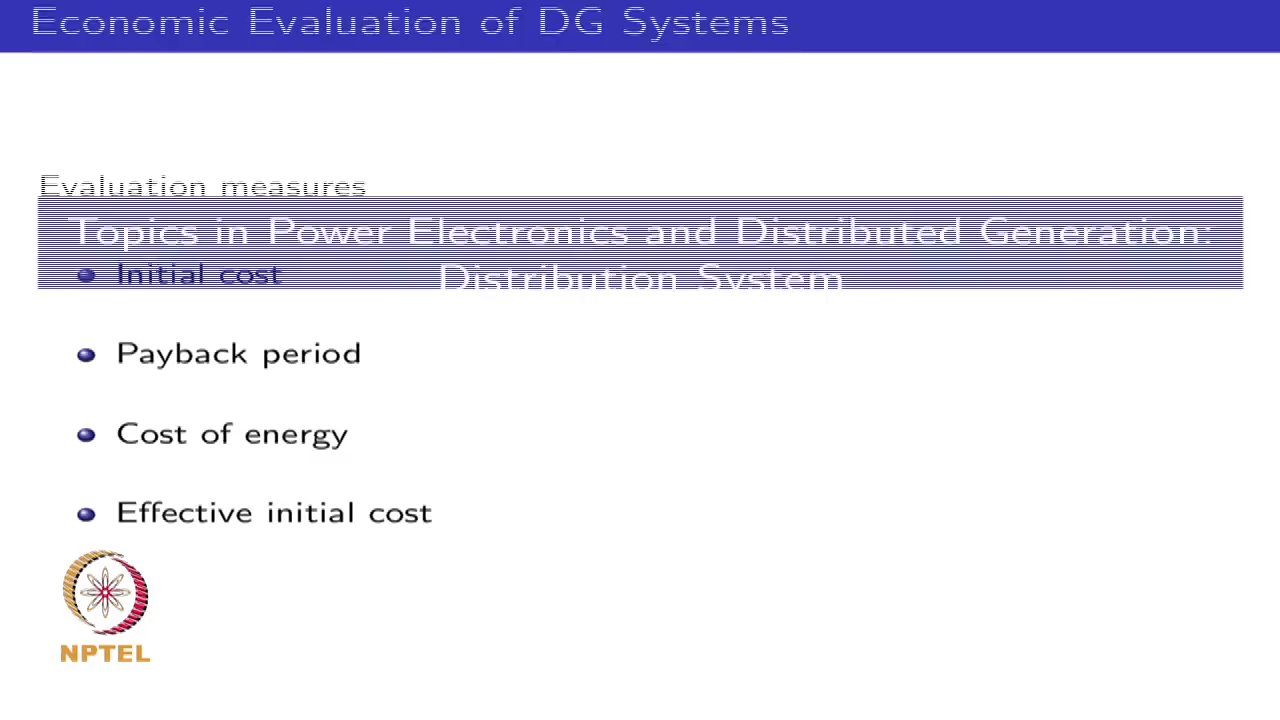 Economic Evaluation of DG Systems
Evaluation measures
Topics in Power Electronics and Distributed Generation:
Distribution System
Initial cost
Payback period
Cost of energy
Effective initial cost
NPTEL